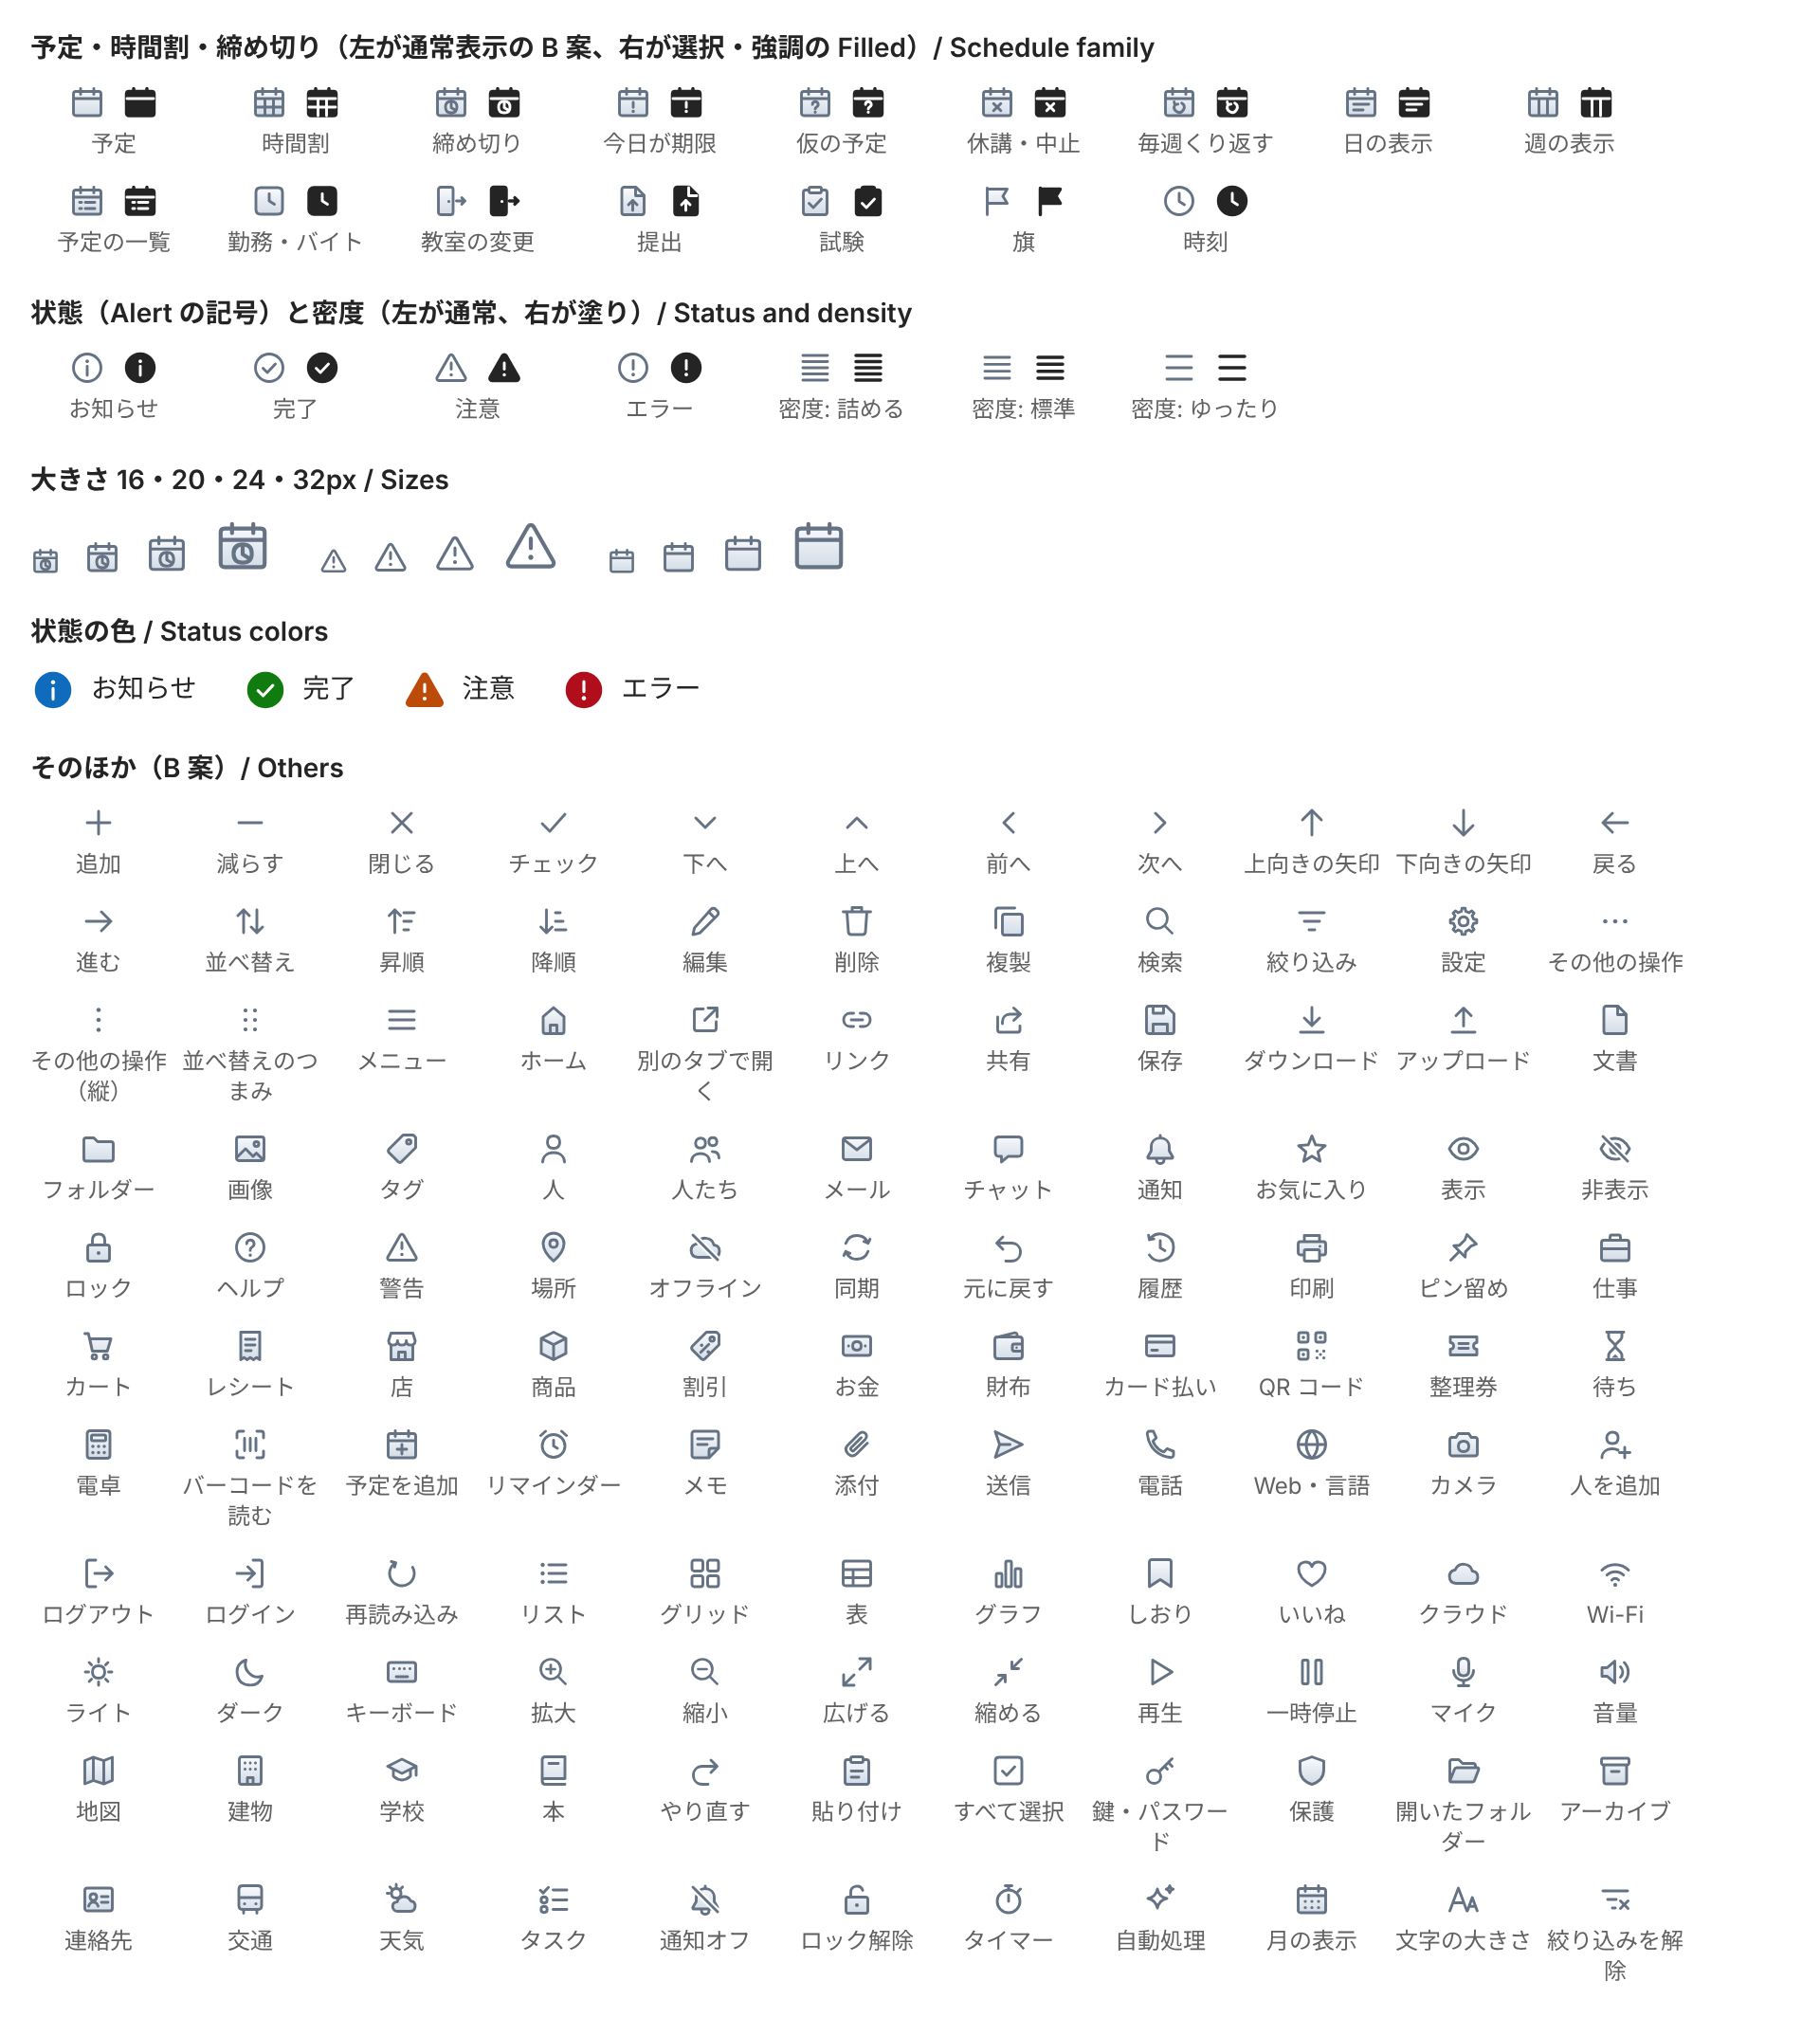 予定・時間割・締め切り（左が通常表示の B 案、右が選択・強調の Filled）/ Schedule family
予定 時間割 締め切り 今日が期限 仮の予定 休講・中止 毎週くり返す 日の表示 週の表示
予定の一覧 勤務・バイト 教室の変更 提出 試験 旗 時刻
状態（Alert の記号）と密度（左が通常、右が塗り）/ Status and density
お知らせ 完了 注意 エラー 密度: 詰める 密度: 標準 密度: ゆったり
大きさ 16・20・24・32px / Sizes
状態の色 / Status colors
お知らせ 完了 注意 エラー
そのほか（B 案）/ Others
追加 減らす 閉じる チェック 下へ 上へ 前へ 次へ 上向きの矢印 下向きの矢印 戻る
進む 並べ替え 昇順 降順 編集 削除 複製 検索 絞り込み 設定 その他の操作
その他の操作 並べ替えのつ メニュー ホーム 別のタブで開 リンク 共有 保存 ダウンロード アップロード 文書
（縦） まみ く
フォルダー 画像 タグ 人 人たち メール チャット 通知 お気に入り 表示 非表示
ロック ヘルプ 警告 場所 オフライン 同期 元に戻す 履歴 印刷 ピン留め 仕事
カート レシート 店 商品 割引 お金 財布 カード払い QR コード 整理券 待ち
電卓 バーコードを 予定を追加 リマインダー メモ 添付 送信 電話 Web・言語 カメラ 人を追加
読む
ログアウト ログイン 再読み込み リスト グリッド 表 グラフ しおり いいね クラウド Wi-Fi
ライト ダーク キーボード 拡大 縮小 広げる 縮める 再生 一時停止 マイク 音量
地図 建物 学校 本 やり直す 貼り付け すべて選択 鍵・パスワー 保護 開いたフォル アーカイブ
ド ダー
連絡先 交通 天気 タスク 通知オフ ロック解除 タイマー 自動処理 月の表示 文字の大きさ 絞り込みを解
除